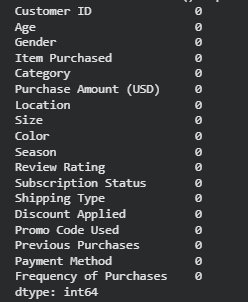 Customer ID 0
Age 0
Gender 0
Item Purchased 0
Category 0
Purchase Amount (USD) 0
Location 0
Size 0
Color 0
Season 0
Review Rating 0
Subscription Status 0
Shipping Type 0
Discount Applied 0
Promo Code Used 0
Previous Purchases 0
Payment Method 0
Frequency of Purchases 0
dtype: int64